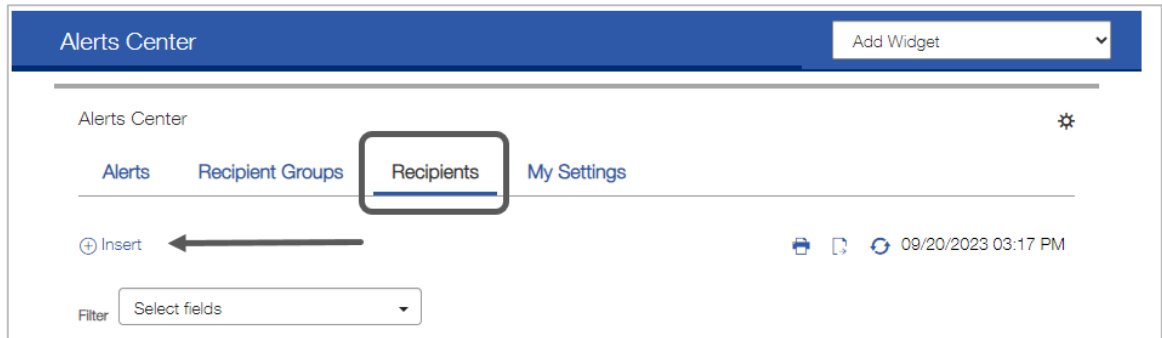 Alerts Center
Add Widget
Alerts Center
Alerts Recipient Groups Recipients My Settings
Insert 09/20/2023 03:17 PM
Filter Select fields